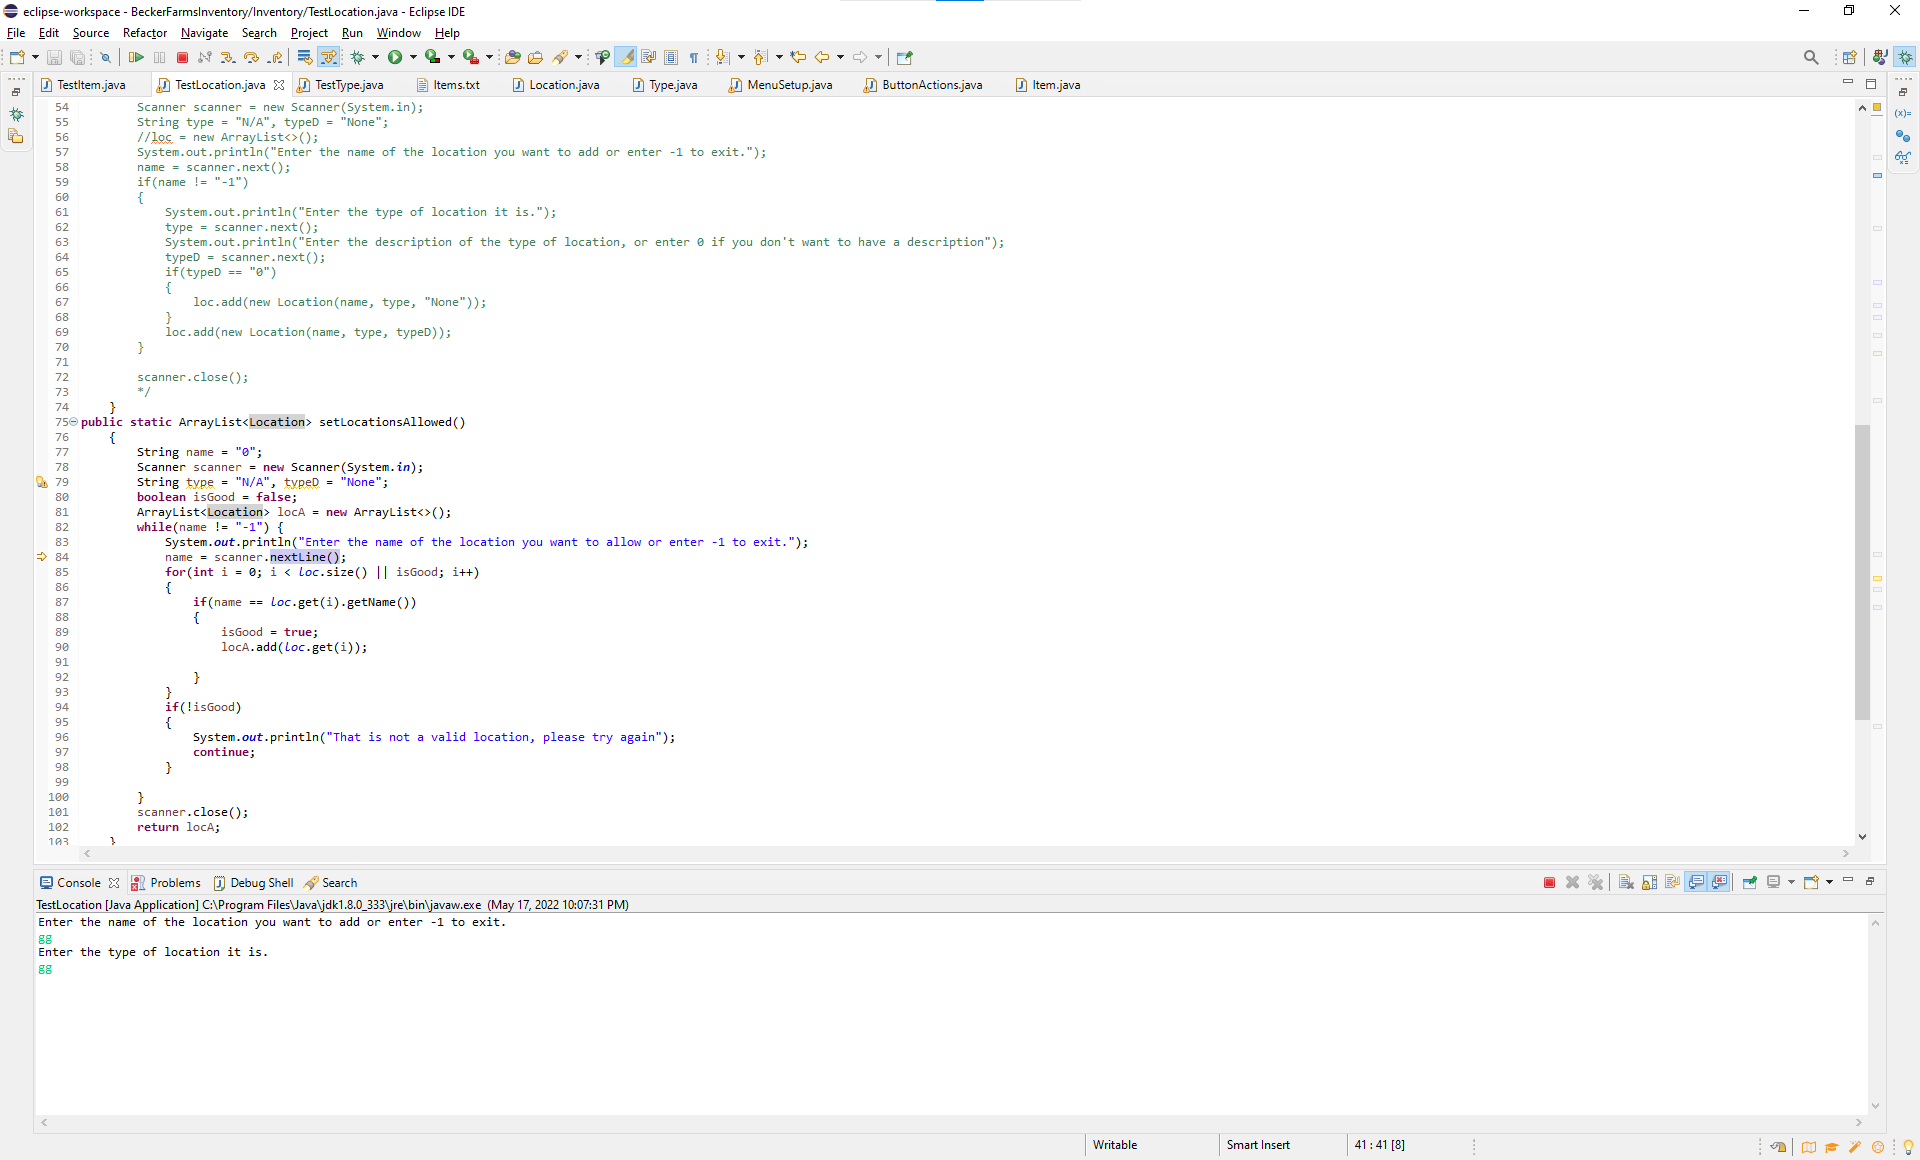 eclipse-workspace - BeckerFarmsInventory/Inventory/TestLocation.java - Eclipse IDE
File Edit Source Refactor Navigate Search Project Run Window Help
TestItem.java TestLocation.java TestType.java Items.txt Location.java Type.java MenuSetup.java ButtonActions.java Item.java
54 Scanner scanner = new Scanner(System.in);
55 String type = "N/A", typeD = "None";
56 //loc = new ArrayList<>();
57 System.out.println("Enter the name of the location you want to add or enter -1 to exit.");
58 name = scanner.next();
59 if(name != "-1")
60 {
61 System.out.println("Enter the type of location it is.");
62 type = scanner.next();
63 System.out.println("Enter the description of the type of location, or enter 0 if you don't want to have a description");
64 typeD = scanner.next();
65 if(typeD == "0")
66 {
67 loc.add(new Location(name, type, "None"));
68 }
69 loc.add(new Location(name, type, typeD));
70 }
71
72 scanner.close();
73 */
74 }
75 public static ArrayList<Location> setLocationsAllowed()
76 {
77 String name = "0";
78 Scanner scanner = new Scanner(System.in);
79 String type = "N/A", typeD = "None";
80 boolean isGood = false;
81 ArrayList<Location> locA = new ArrayList<>();
82 while(name != "-1") {
83 System.out.println("Enter the name of the location you want to allow or enter -1 to exit.");
84 name = scanner.nextLine();
85 for(int i = 0; i < loc.size() || isGood; i++)
86 {
87 if(name == loc.get(i).getName())
88 {
89 isGood = true;
90 locA.add(loc.get(i));
91
92 }
93 }
94 if(!isGood)
95 {
96 System.out.println("That is not a valid location, please try again");
97 continue;
98 }
99
100 }
101 scanner.close();
102 return locA;
103 }
Console Problems Debug Shell Search
TestLocation [Java Application] C:\Program Files\Java\jdk1.8.0_333\jre\bin\javaw.exe (May 17, 2022 10:07:31 PM)
Enter the name of the location you want to add or enter -1 to exit.
gg
Enter the type of location it is.
gg
Writable Smart Insert 41 : 41 [8]